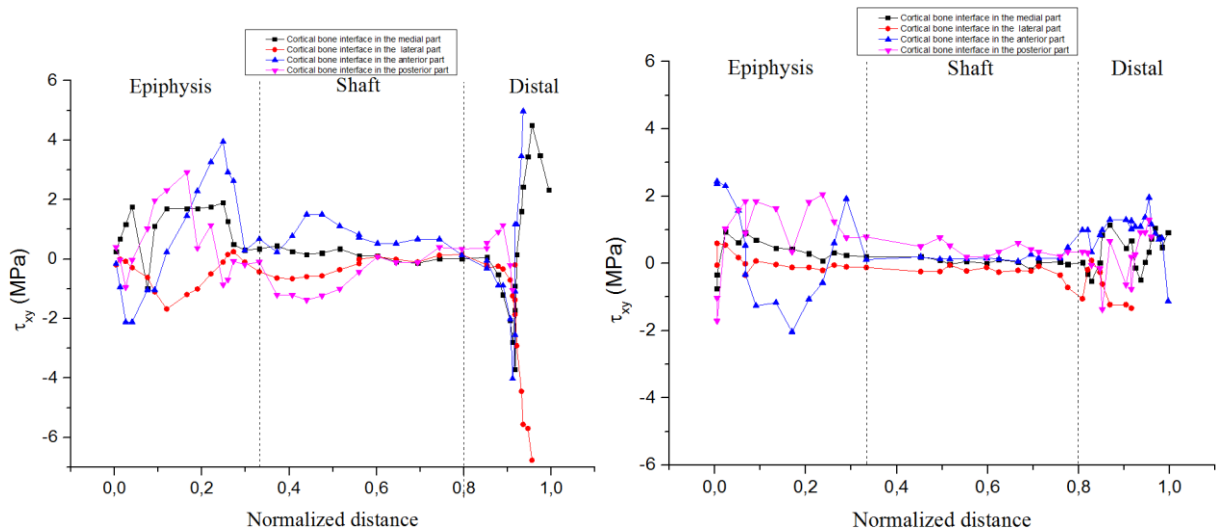 Cortical bone interface in the medial part
Cortical bone interface in the lateral part
Cortical bone interface in the anterior part
Cortical bone interface in the posterior part
Epiphysis
Shaft
Distal
6
4
2
0
-2
-4
-6
τxy (MPa)
0,0
0,2
0,4
0,6
0,8
1,0
Normalized distance
Cortical bone interface in the medial part
Cortical bone interface in the lateral part
Cortical bone interface in the anterior part
Cortical bone interface in the posterior part
Epiphysis
Shaft
Distal
6
4
2
0
-2
-4
-6
τxy (MPa)
0,0
0,2
0,4
0,6
0,8
1,0
Normalized distance